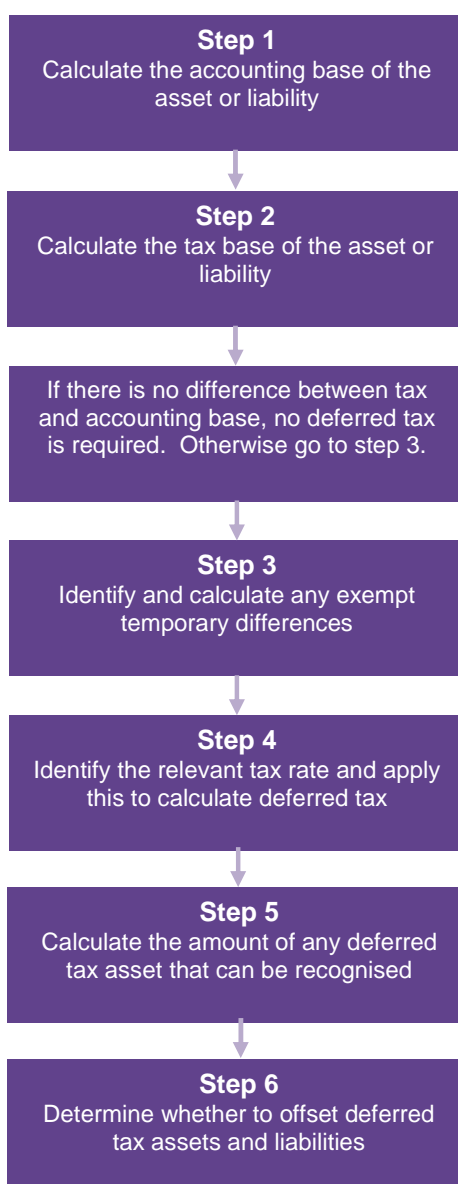 Step 1
Calculate the accounting base of the
asset or liability
Step 2
Calculate the tax base of the asset or
liability
If there is no difference between tax
and accounting base, no deferred tax
is required.  Otherwise go to step 3.
Step 3
Identify and calculate any exempt
temporary differences
Step 4
Identify the relevant tax rate and apply
this to calculate deferred tax
Step 5
Calculate the amount of any deferred
tax asset that can be recognised
Step 6
Determine whether to offset deferred
tax assets and liabilities